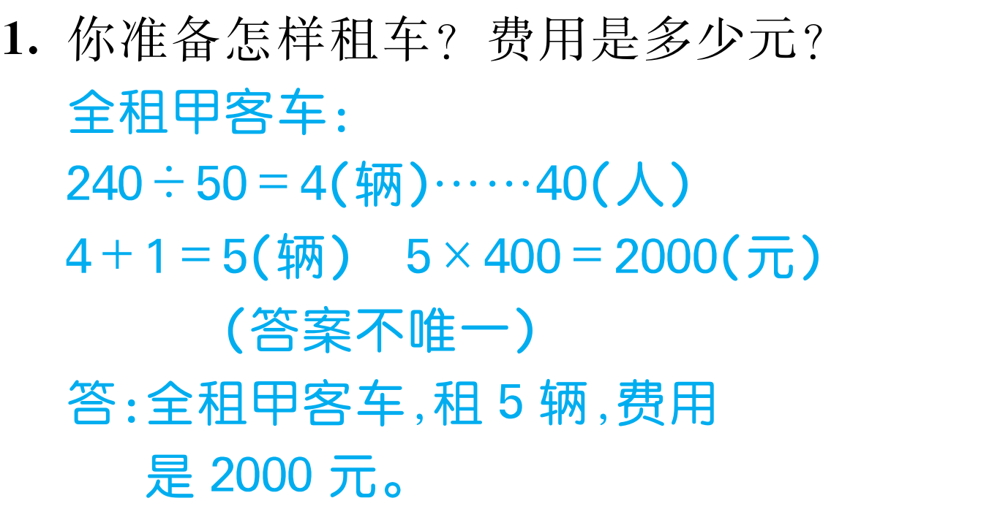 1. 你准备怎样租车？费用是多少元？
全租甲客车：
240÷50=4(辆)……40(人)
4+1=5(辆) 5×400=2000(元)
(答案不唯一)
答：全租甲客车，租 5 辆，费用
是 2000 元。